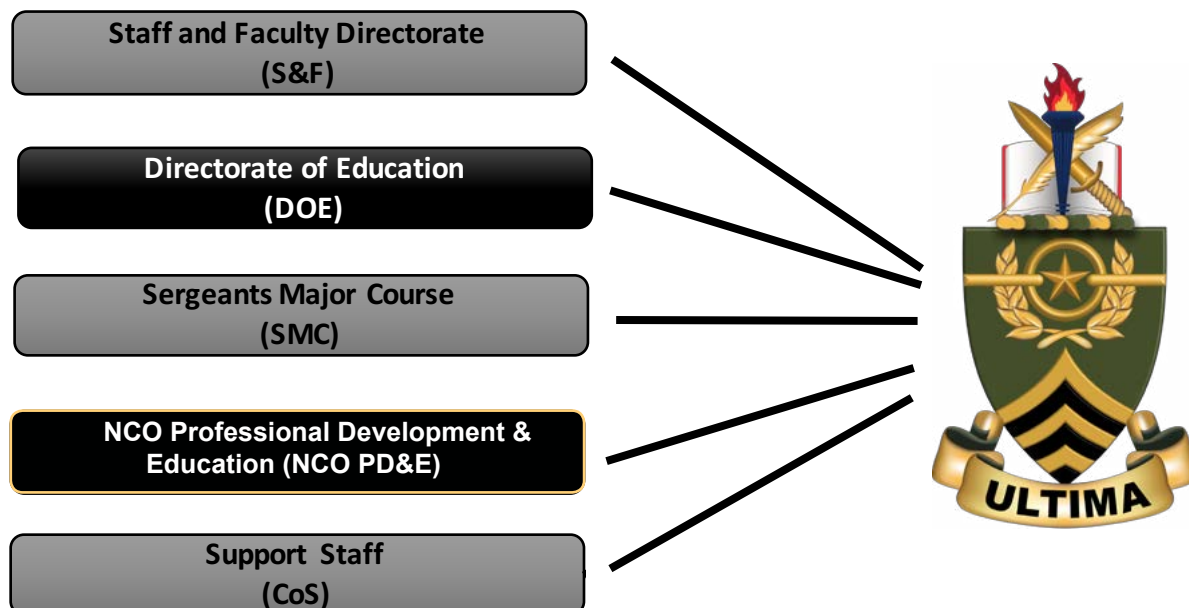 Staff and Faculty Directorate
(S&F)
Directorate of Education
(DOE)
Sergeants Major Course
(SMC)
NCO Professional Development &
Education (NCO PD&E)
Support Staff
(CoS)
ULTIMA